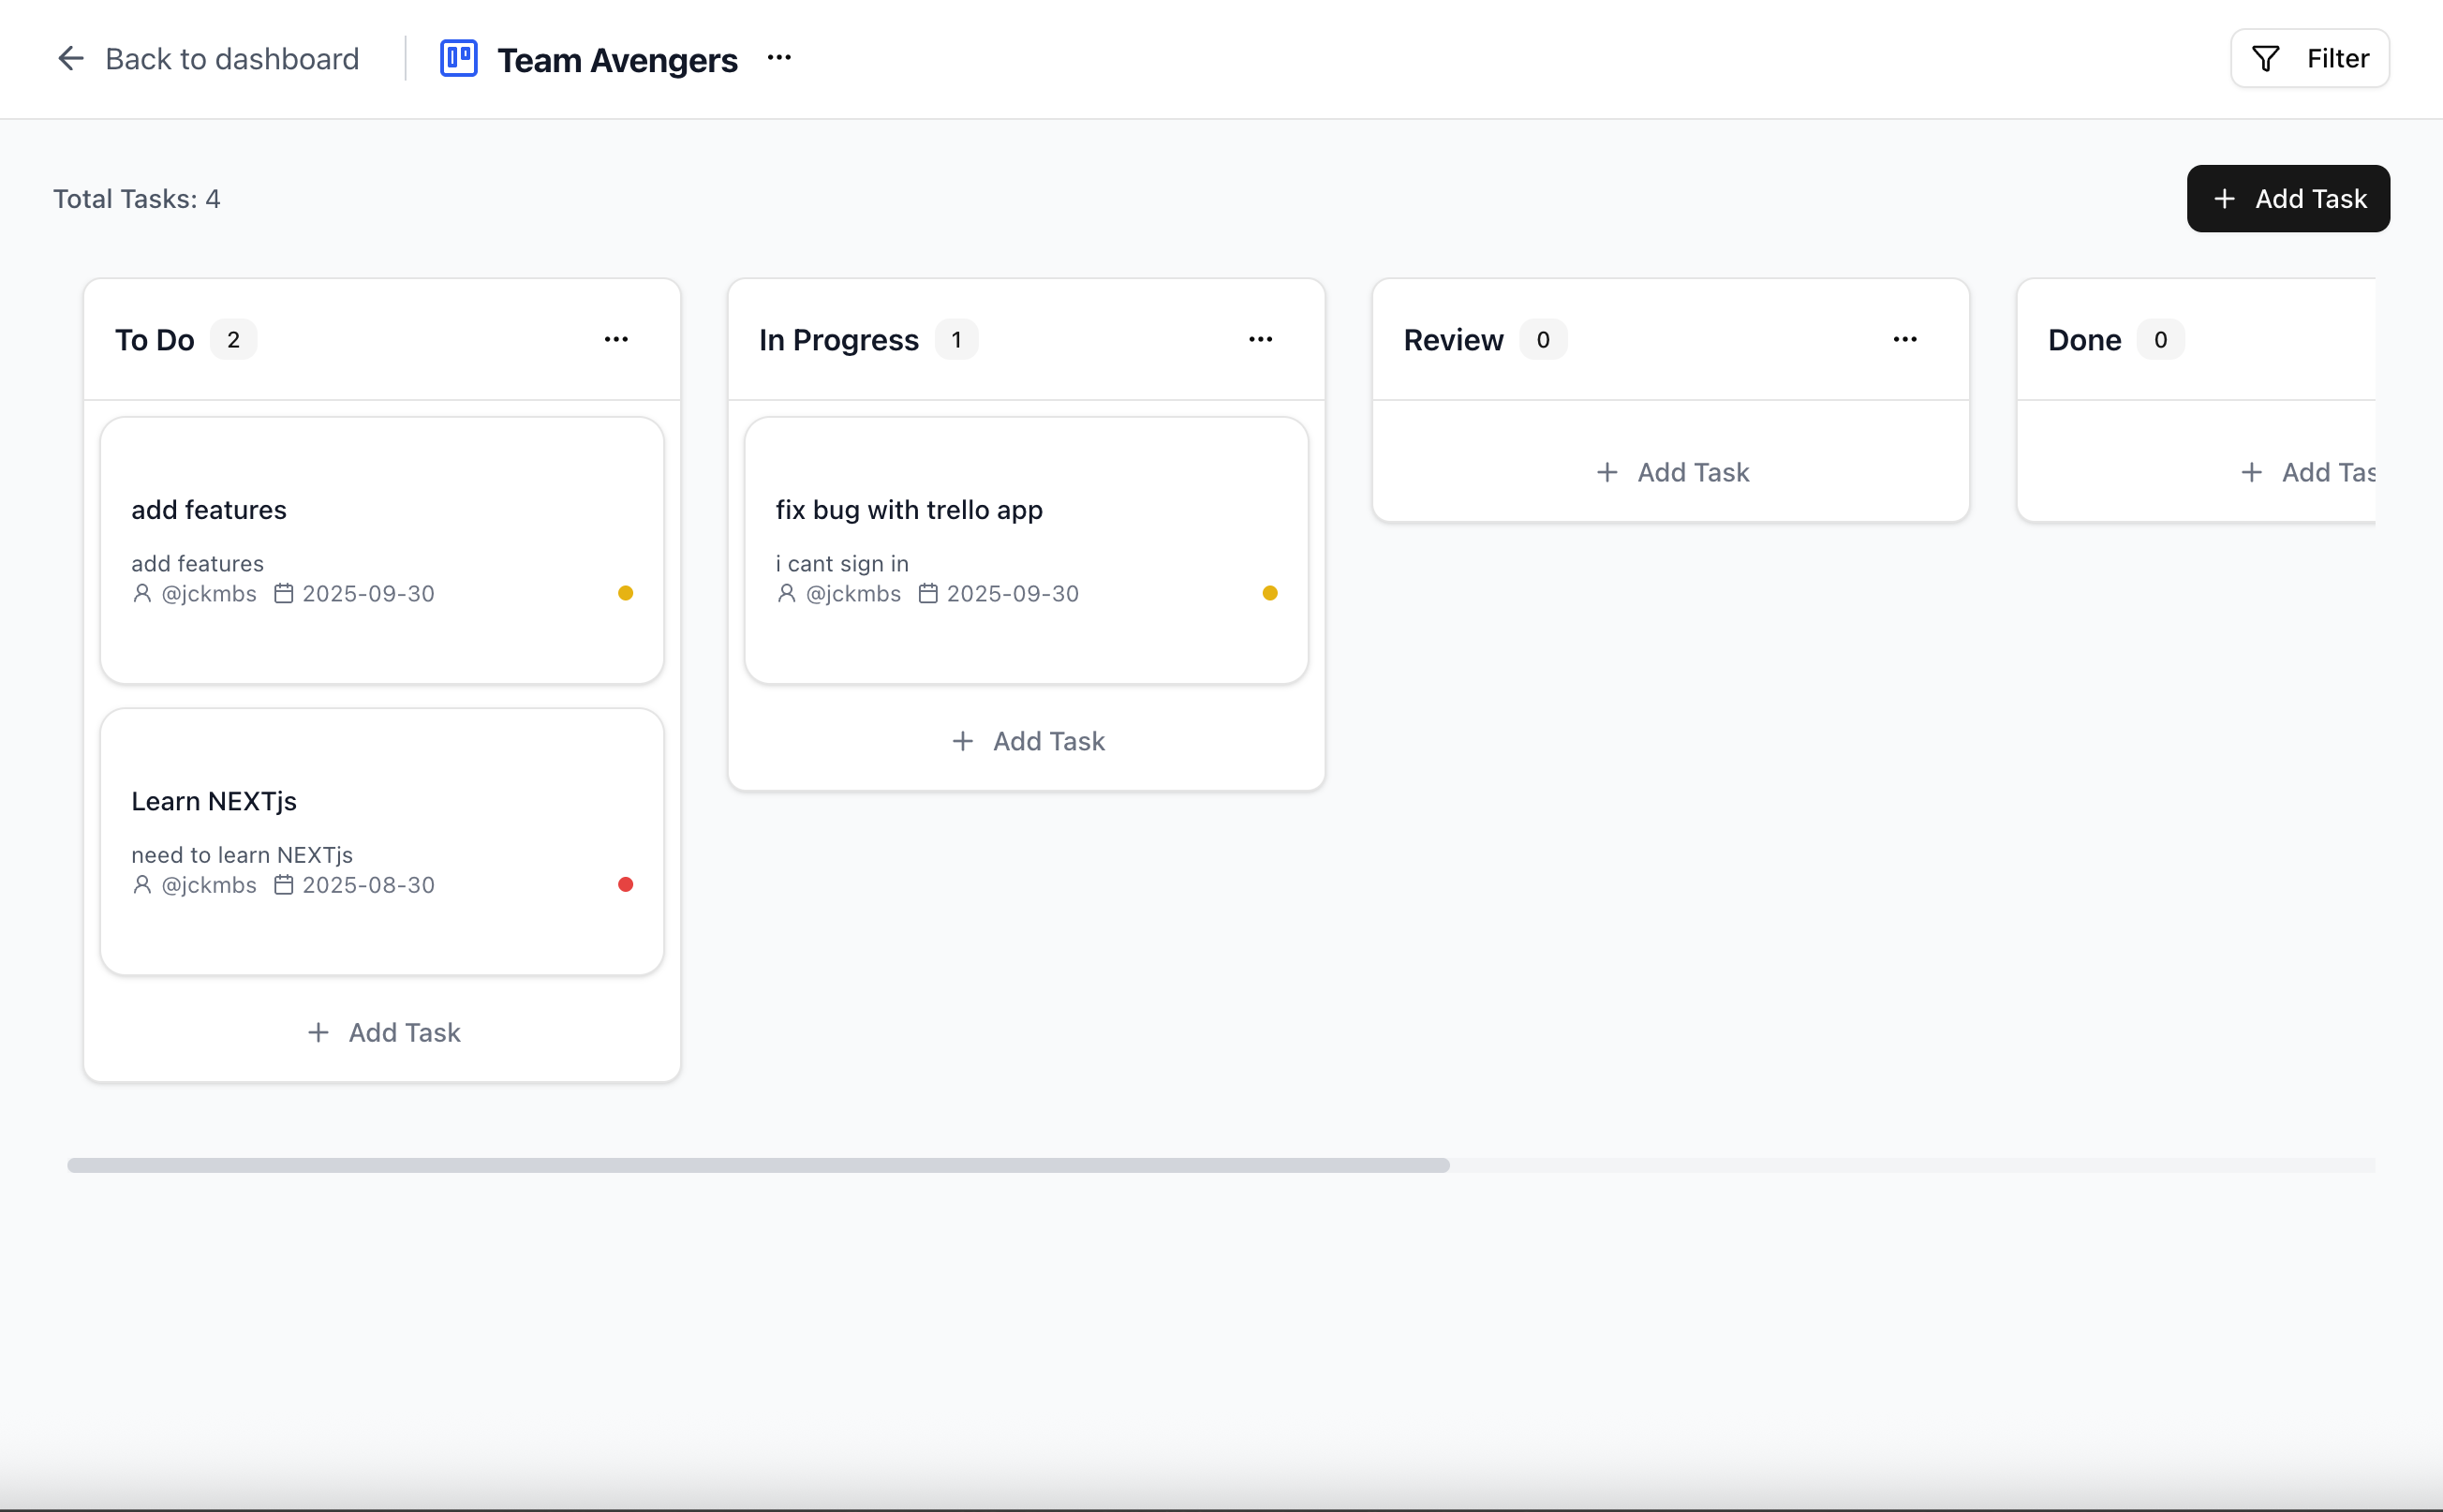 Back to dashboard
Team Avengers
Filter
Total Tasks: 4
+ Add Task
To Do 2
add features
add features
@jckmbs 2025-09-30
Learn NEXTjs
need to learn NEXTjs
@jckmbs 2025-08-30
+ Add Task
In Progress 1
fix bug with trello app
i cant sign in
@jckmbs 2025-09-30
+ Add Task
Review 0
+ Add Task
Done 0
+ Add Tas